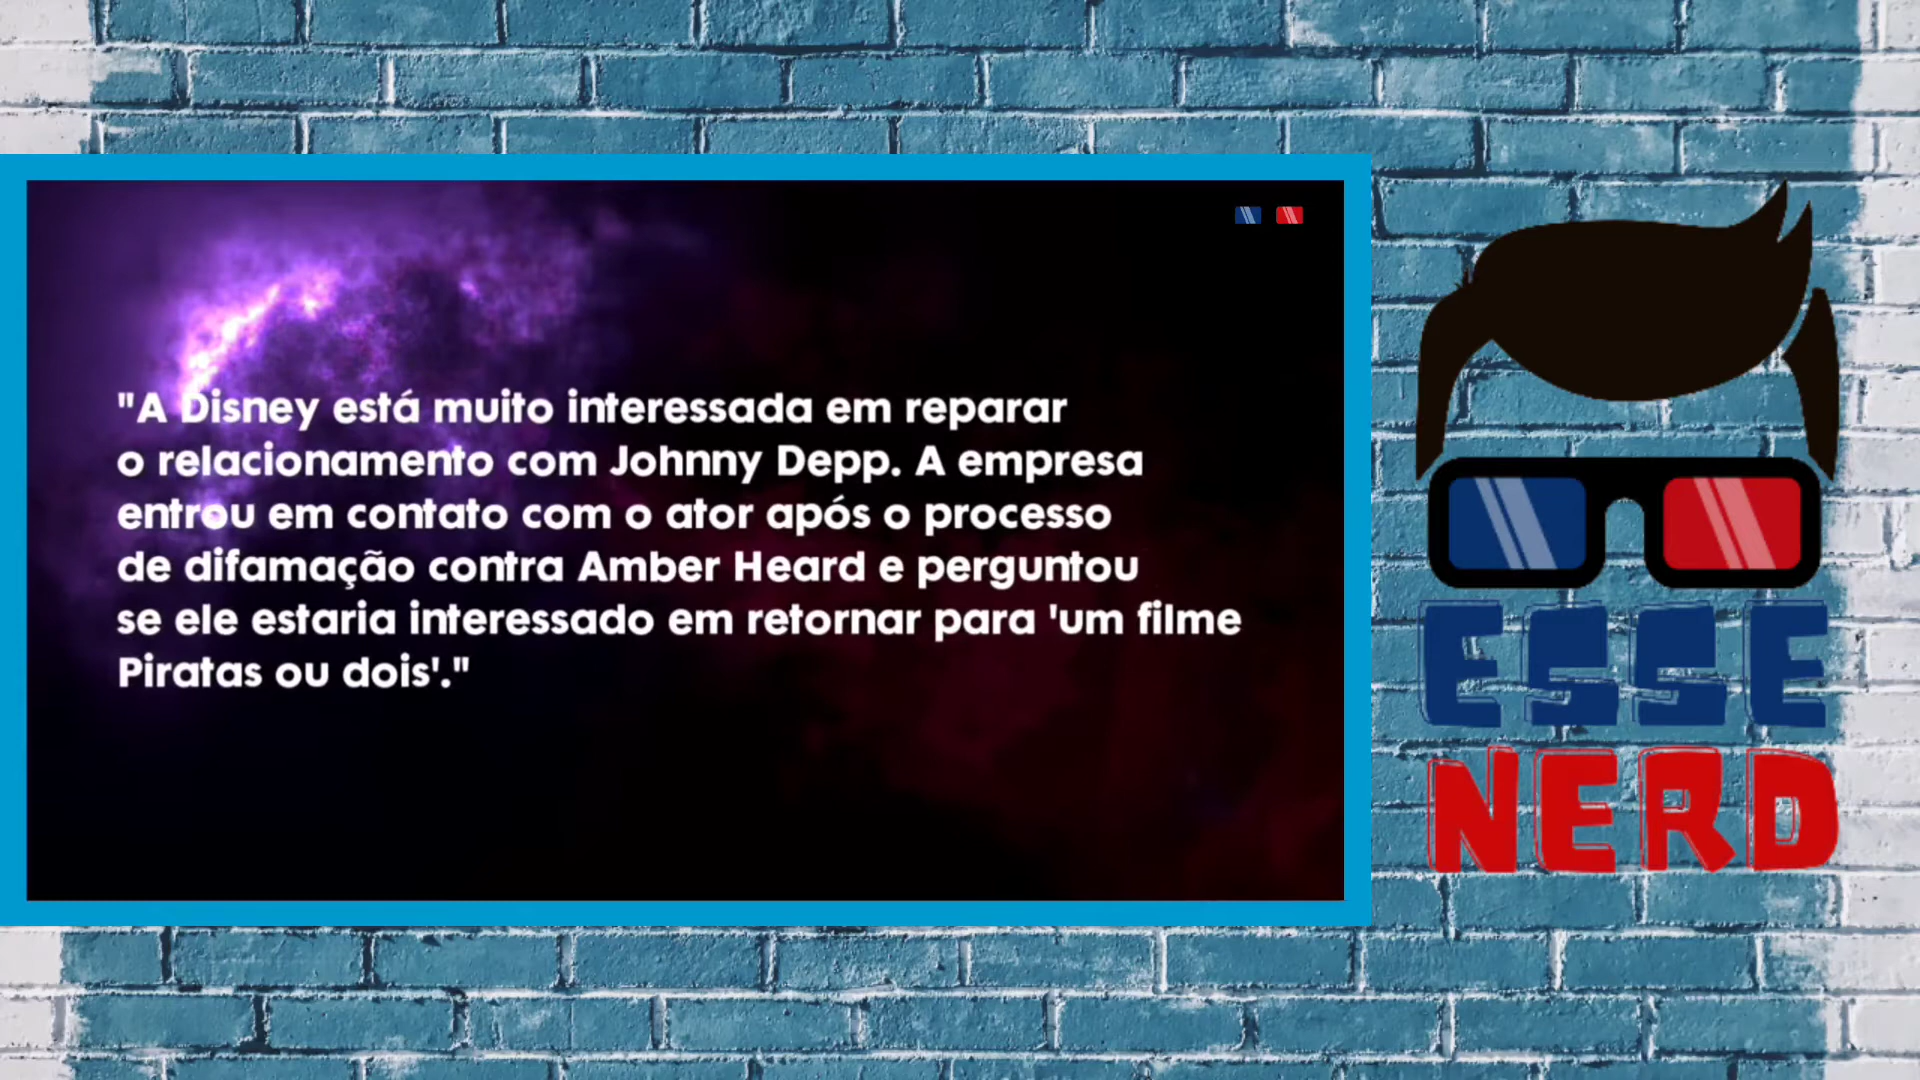 "A Disney está muito interessada em reparar
o relacionamento com Johnny Depp. A empresa
entrou em contato com o ator após o processo
de difamação contra Amber Heard e perguntou
se ele estaria interessado em retornar para 'um filme
Piratas ou dois'."
ESSE
NERD